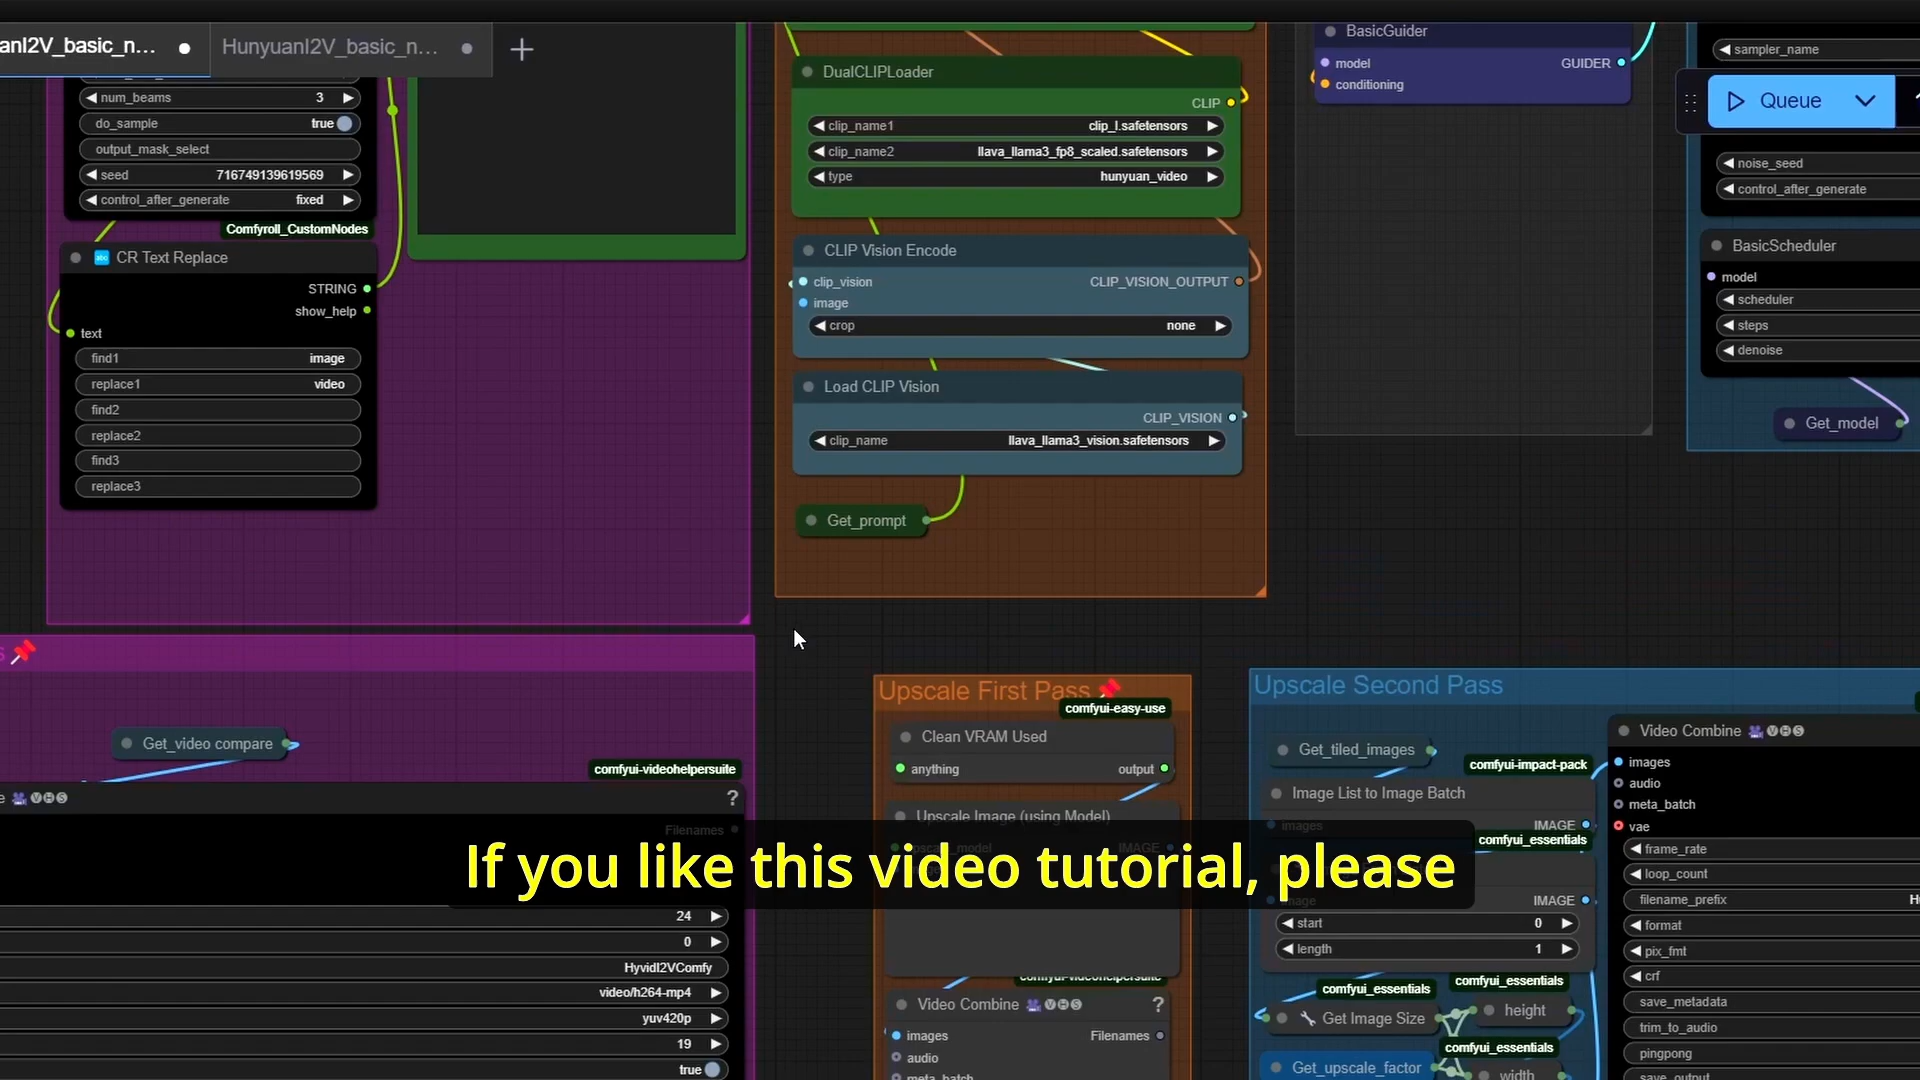 anI2V_basic_n...
HunyuanI2V_basic_n...
num_beams 3
do_sample true
output_mask_select
seed 716749139619569
control_after_generate fixed
Comfyroll_CustomNodes
CR Text Replace
STRING
show_help
text
find1 image
replace1 video
find2
replace2
find3
replace3
DualCLIPLoader
CLIP
clip_name1 clip_l.safetensors
clip_name2 llava_llama3_fp8_scaled.safetensors
type hunyuan_video
CLIP Vision Encode
clip_vision CLIP_VISION_OUTPUT
image
crop none
Load CLIP Vision
CLIP_VISION
clip_name llava_llama3_vision.safetensors
Get_prompt
BasicGuider
model GUIDER
conditioning
sampler_name
Queue
noise_seed
control_after_generate
BasicScheduler
model
scheduler
steps
denoise
Get_model
Get_video compare
comfyui-videohelpersuite
Filenames
24
0
HyvidI2VComfy
video/h264-mp4
yuv420p
19
true
Upscale First Pass
comfyui-easy-use
Clean VRAM Used
anything output
Upscale Image (using Model)
IMAGE
If you like this video tutorial, please
comfyui-videohelpersuite
Video Combine
images Filenames
audio
meta_batch
Upscale Second Pass
Get_tiled_images
comfyui-impact-pack
Image List to Image Batch
images IMAGE
comfyui_essentials
image IMAGE
start 0
length 1
comfyui_essentials
comfyui_essentials
Get Image Size
height
comfyui_essentials
Get_upscale_factor
width
Video Combine
images
audio
meta_batch
vae
frame_rate
loop_count
filename_prefix
format
pix_fmt
crf
save_metadata
trim_to_audio
pingpong
save_output